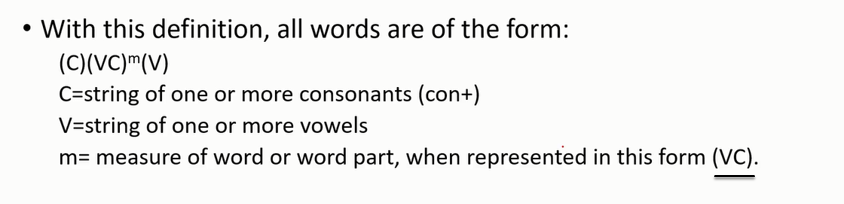 • With this definition, all words are of the form:
(C)(VC)ᵐ(V)
C=string of one or more consonants (con+)
V=string of one or more vowels
m= measure of word or word part, when represented in this form (VC).